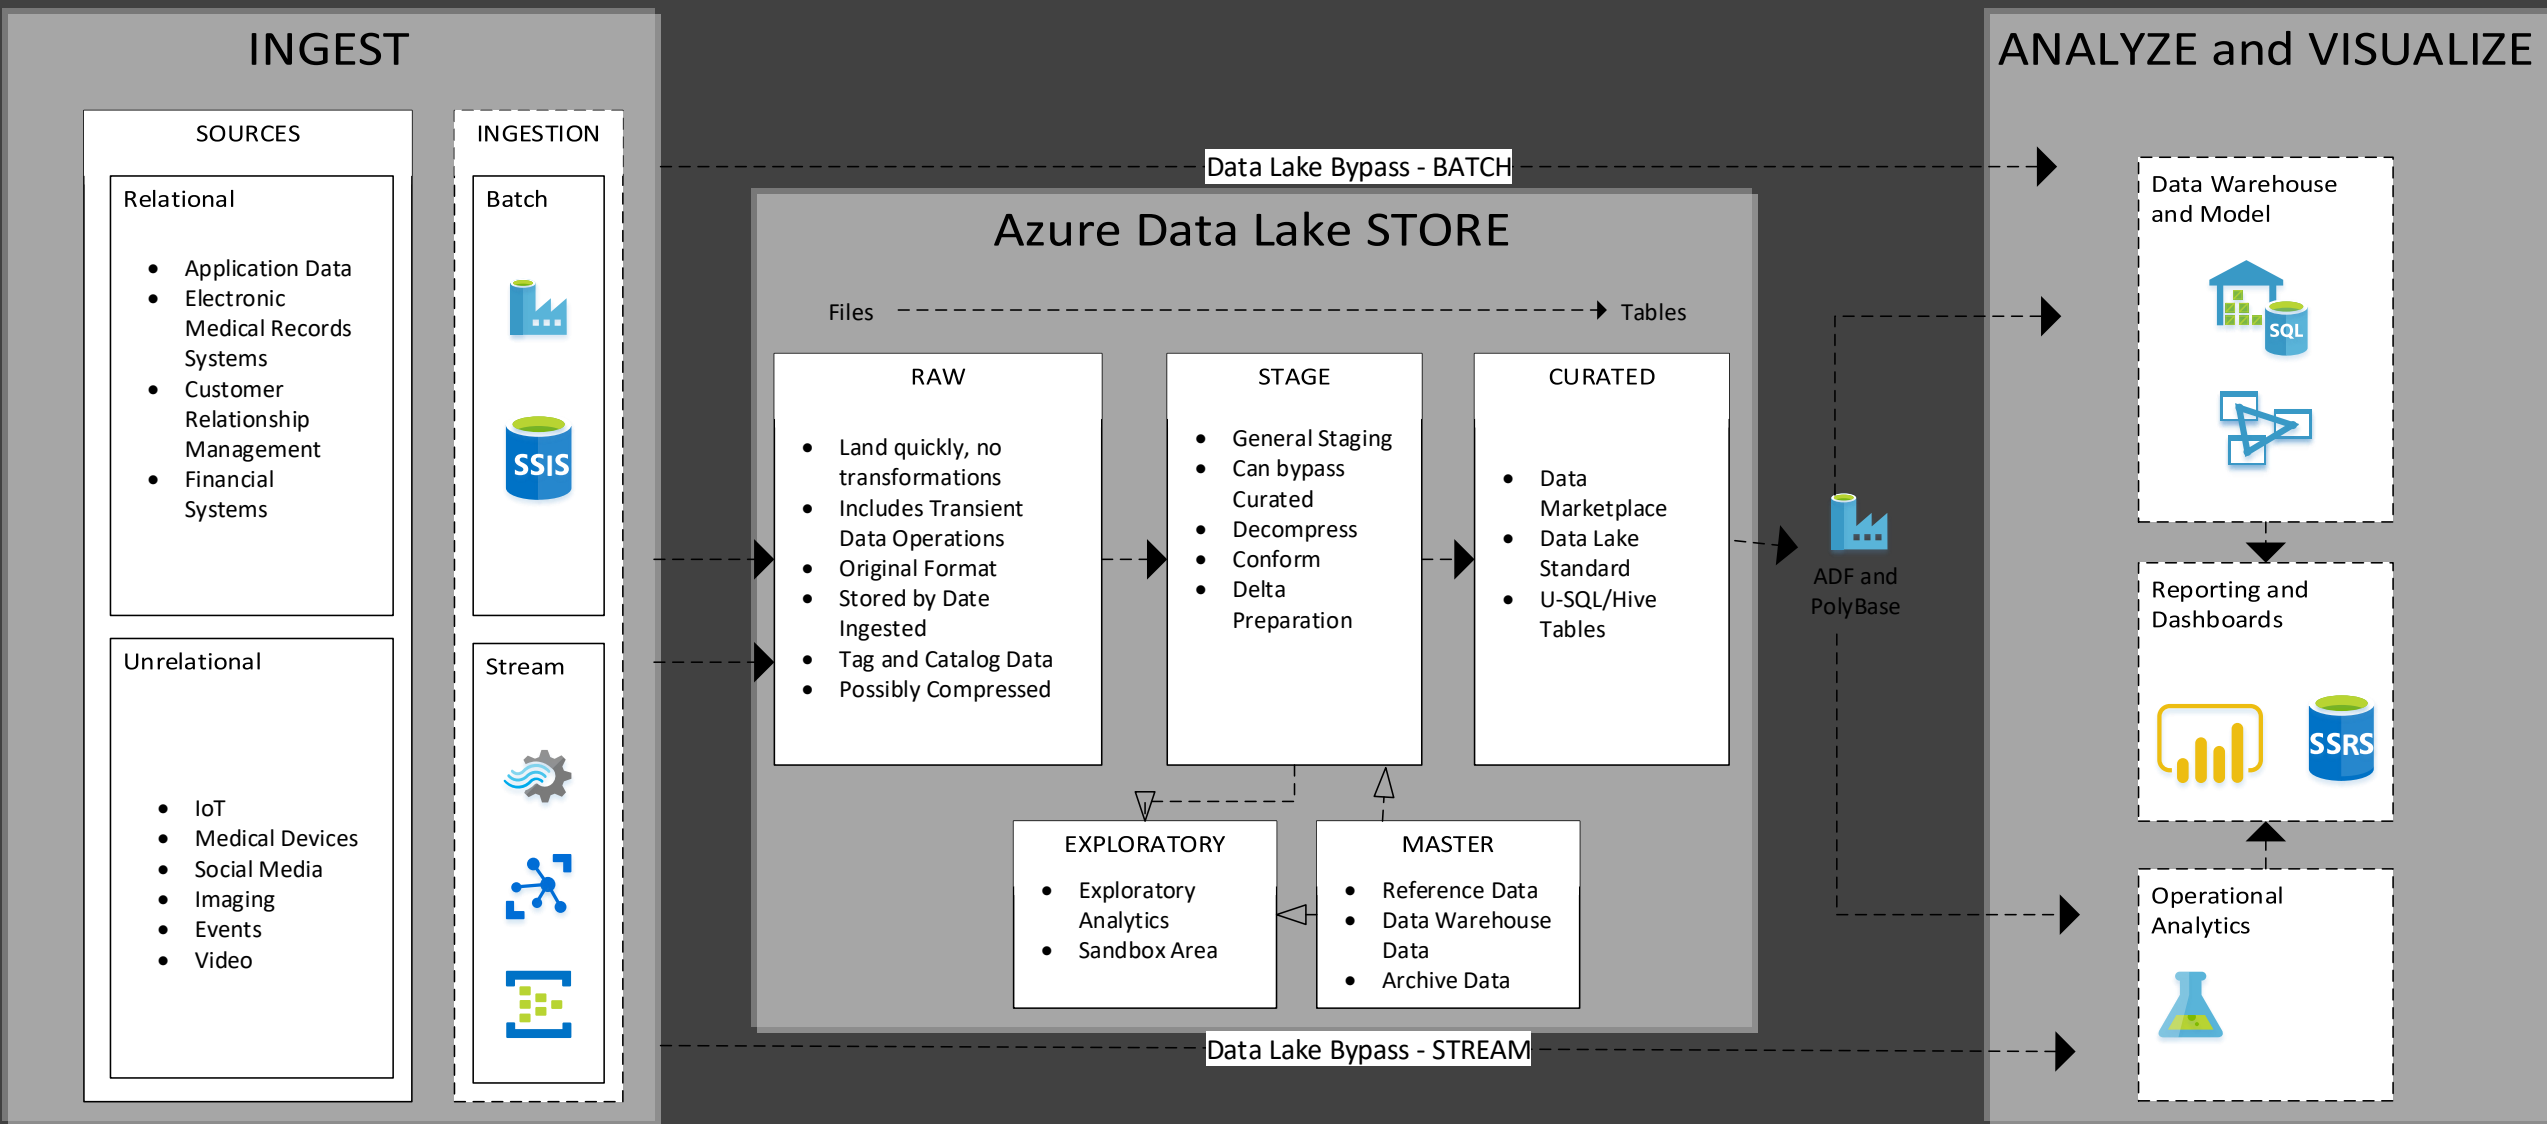 INGEST
SOURCES
Relational
• Application Data
• Electronic
Medical Records
Systems
• Customer
Relationship
Management
• Financial
Systems
Unrelational
• IoT
• Medical Devices
• Social Media
• Imaging
• Events
• Video
INGESTION
Batch
SSIS
Stream
Data Lake Bypass - BATCH
Azure Data Lake STORE
Files
Tables
RAW
• Land quickly, no
transformations
• Includes Transient
Data Operations
• Original Format
• Stored by Date
Ingested
• Tag and Catalog Data
• Possibly Compressed
STAGE
• General Staging
• Can bypass
Curated
• Decompress
• Conform
• Delta
Preparation
CURATED
• Data
Marketplace
• Data Lake
Standard
• U-SQL/Hive
Tables
EXPLORATORY
• Exploratory
Analytics
• Sandbox Area
MASTER
• Reference Data
• Data Warehouse
Data
• Archive Data
Data Lake Bypass - STREAM
ADF and
PolyBase
ANALYZE and VISUALIZE
Data Warehouse
and Model
SQL
Reporting and
Dashboards
SSRS
Operational
Analytics